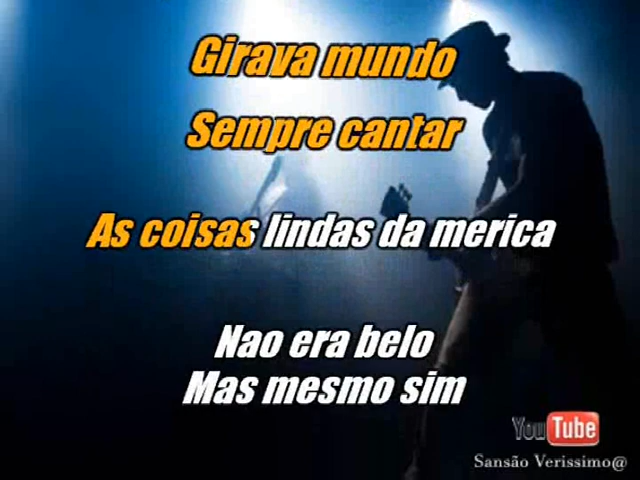 Girava mundo
Sempre cantar
As coisas lindas da merica
Nao era belo
Mas mesmo sim
YouTube
Sansão Verissimo@